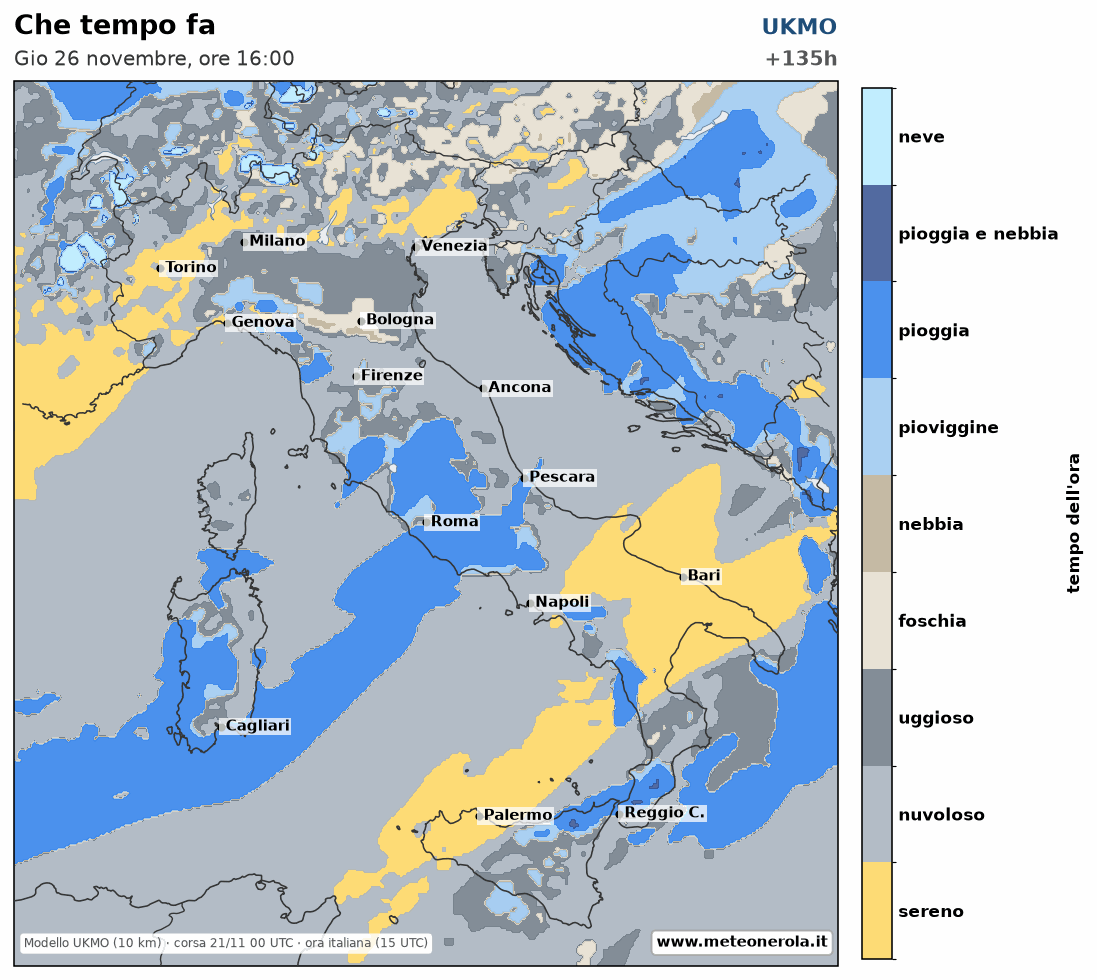 Che tempo fa
UKMO
Gio 26 novembre, ore 16:00
+135h
neve
pioggia e nebbia
pioggia
pioviggine
nebbia
foschia
uggioso
nuvoloso
sereno
tempo dell'ora
Milano
Venezia
Torino
Genova
Bologna
Firenze
Ancona
Pescara
Roma
Bari
Napoli
Cagliari
Palermo
Reggio C.
Modello UKMO (10 km) · corsa 21/11 00 UTC · ora italiana (15 UTC)
www.meteonerola.it